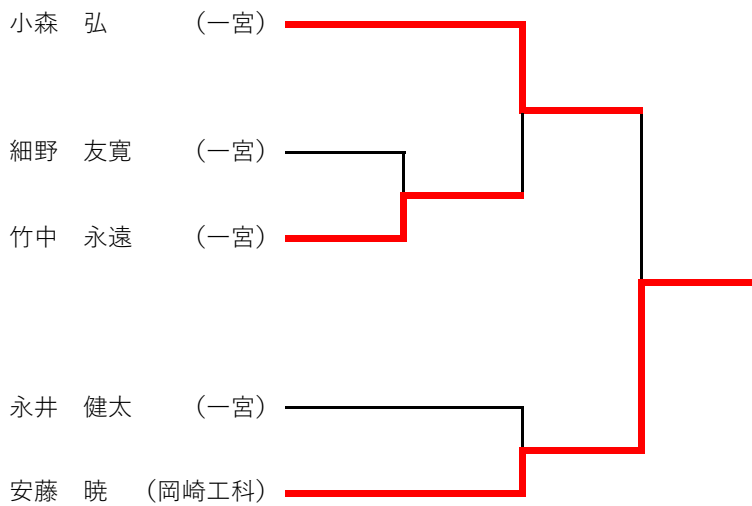 小森　弘　　　（一宮）
細野　友寛　　（一宮）
竹中　永遠　　（一宮）
永井　健太　　（一宮）
安藤　暁　（岡崎工科）